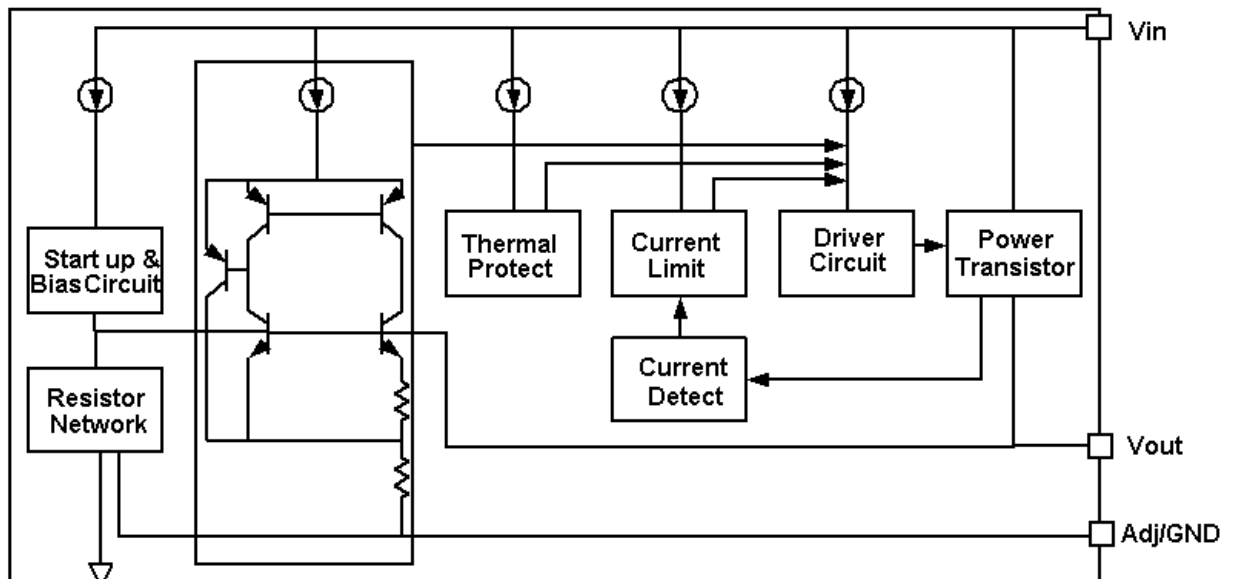 Vin
Start up &
Bias Circuit
Thermal
Protect
Current
Limit
Driver
Circuit
Power
Transistor
Resistor
Network
Current
Detect
Vout
Adj/GND